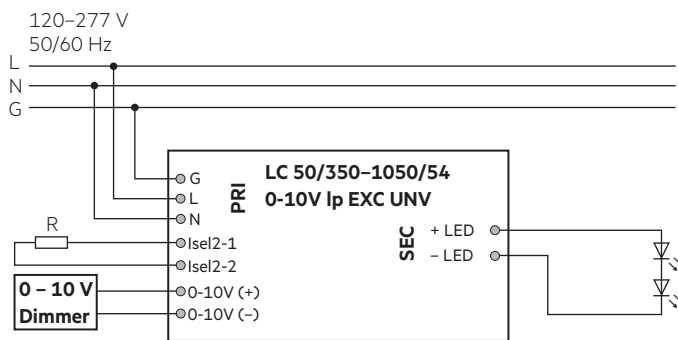 120–277 V
50/60 Hz
L
N
G
LC 50/350–1050/54
0-10V lp EXC UNV
PRI
G
L
N
R
Isel2-1
Isel2-2
0 – 10 V
Dimmer
0-10V (+)
0-10V (–)
SEC
+ LED
– LED